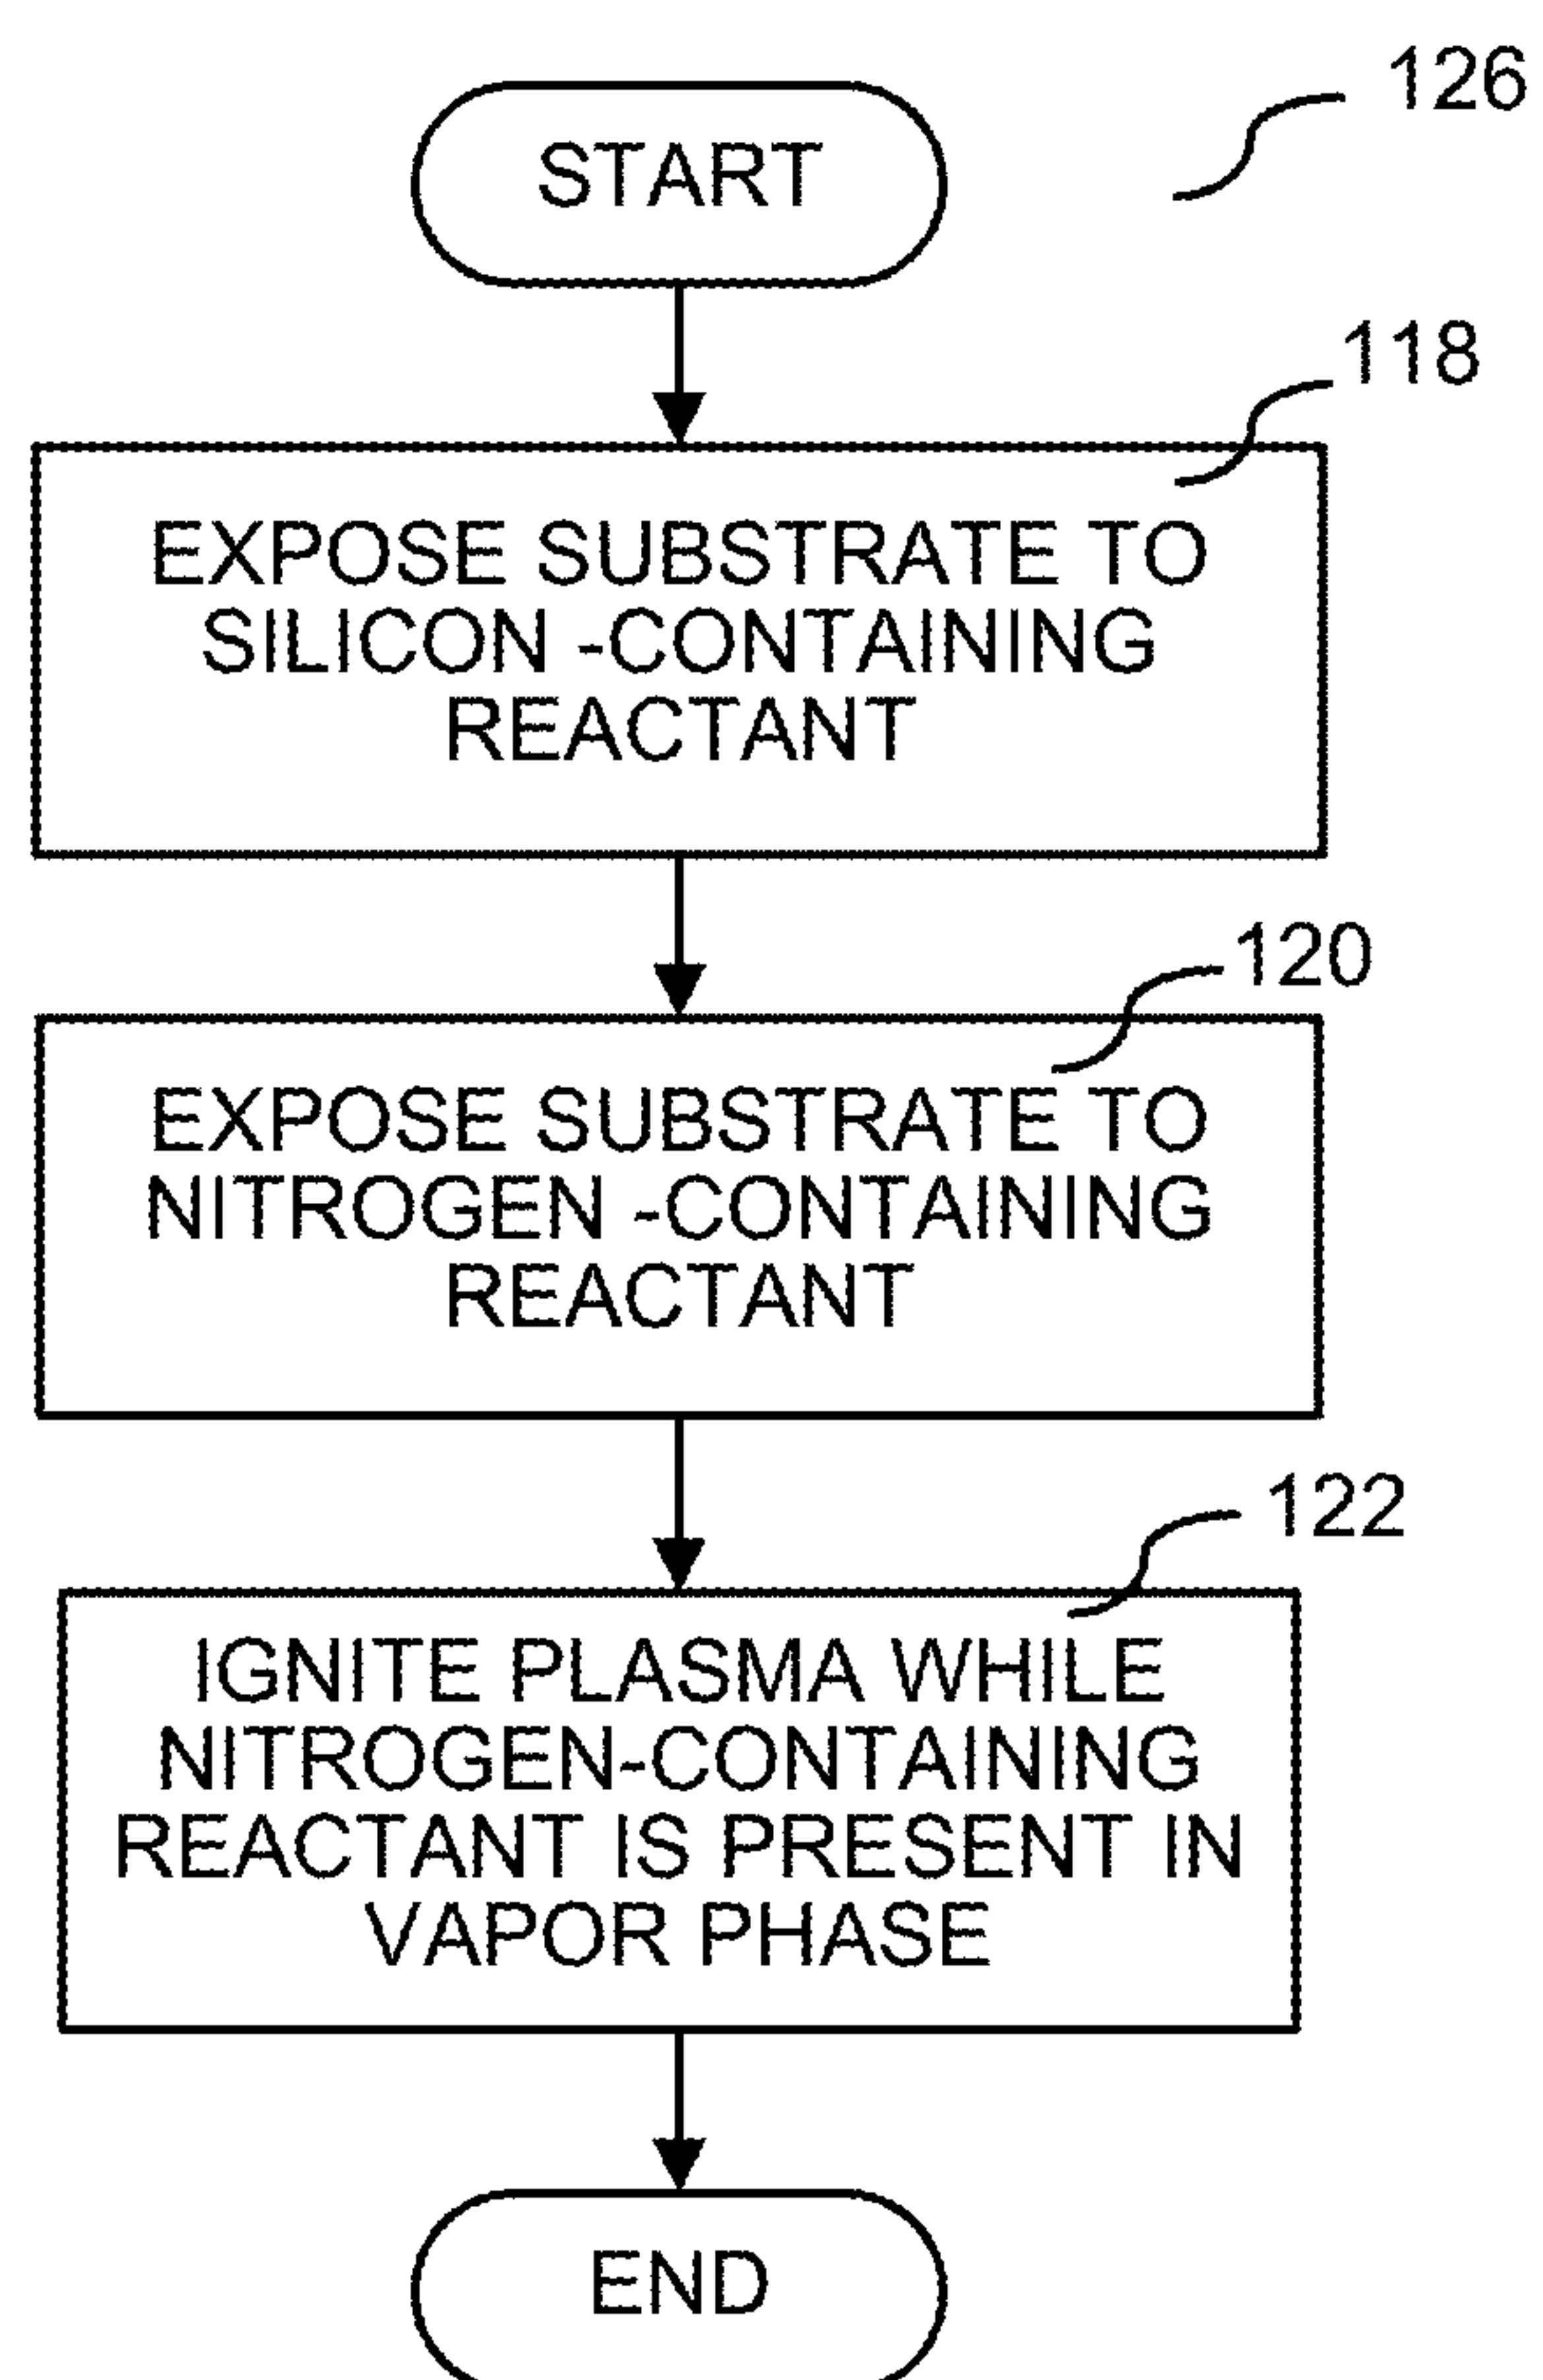 126
START
118
EXPOSE SUBSTRATE TO
SILICON -CONTAINING
REACTANT
120
EXPOSE SUBSTRATE TO
NITROGEN -CONTAINING
REACTANT
122
IGNITE PLASMA WHILE
NITROGEN-CONTAINING
REACTANT IS PRESENT IN
VAPOR PHASE
END